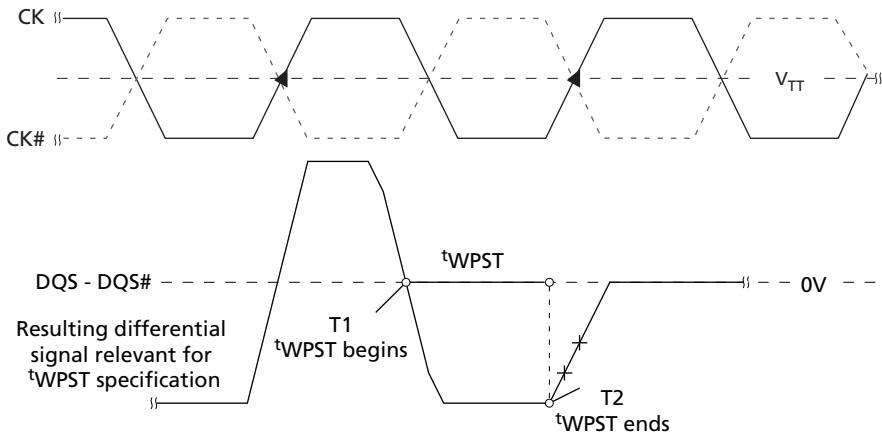 CK
V_TT
CK#
ᵗWPST
DQS - DQS#
0V
Resulting differential
signal relevant for
ᵗWPST specification
T1
ᵗWPST begins
T2
ᵗWPST ends